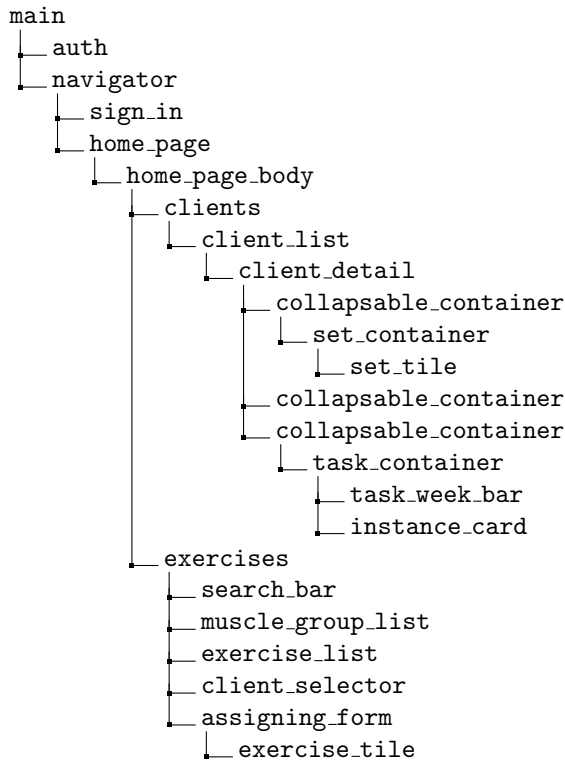 main
auth
navigator
sign_in
home_page
home_page_body
clients
client_list
client_detail
collapsable_container
set_container
set_tile
collapsable_container
collapsable_container
task_container
task_week_bar
instance_card
exercises
search_bar
muscle_group_list
exercise_list
client_selector
assigning_form
exercise_tile